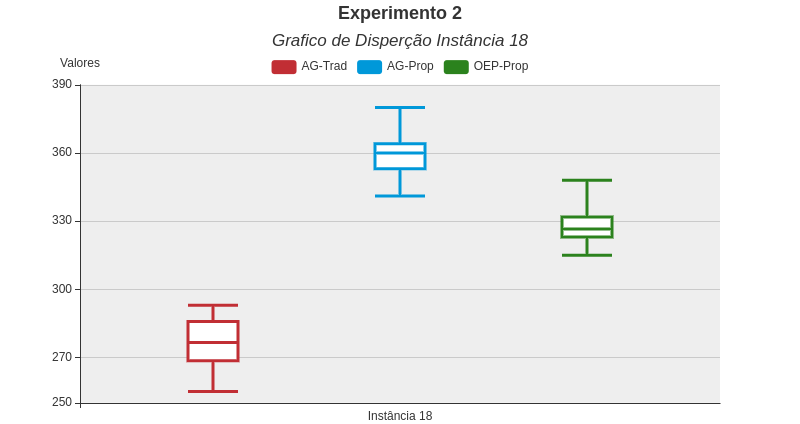 Experimento 2
Grafico de Disperção Instância 18
Valores
AG-Trad AG-Prop OEP-Prop
390
360
330
300
270
250
Instância 18